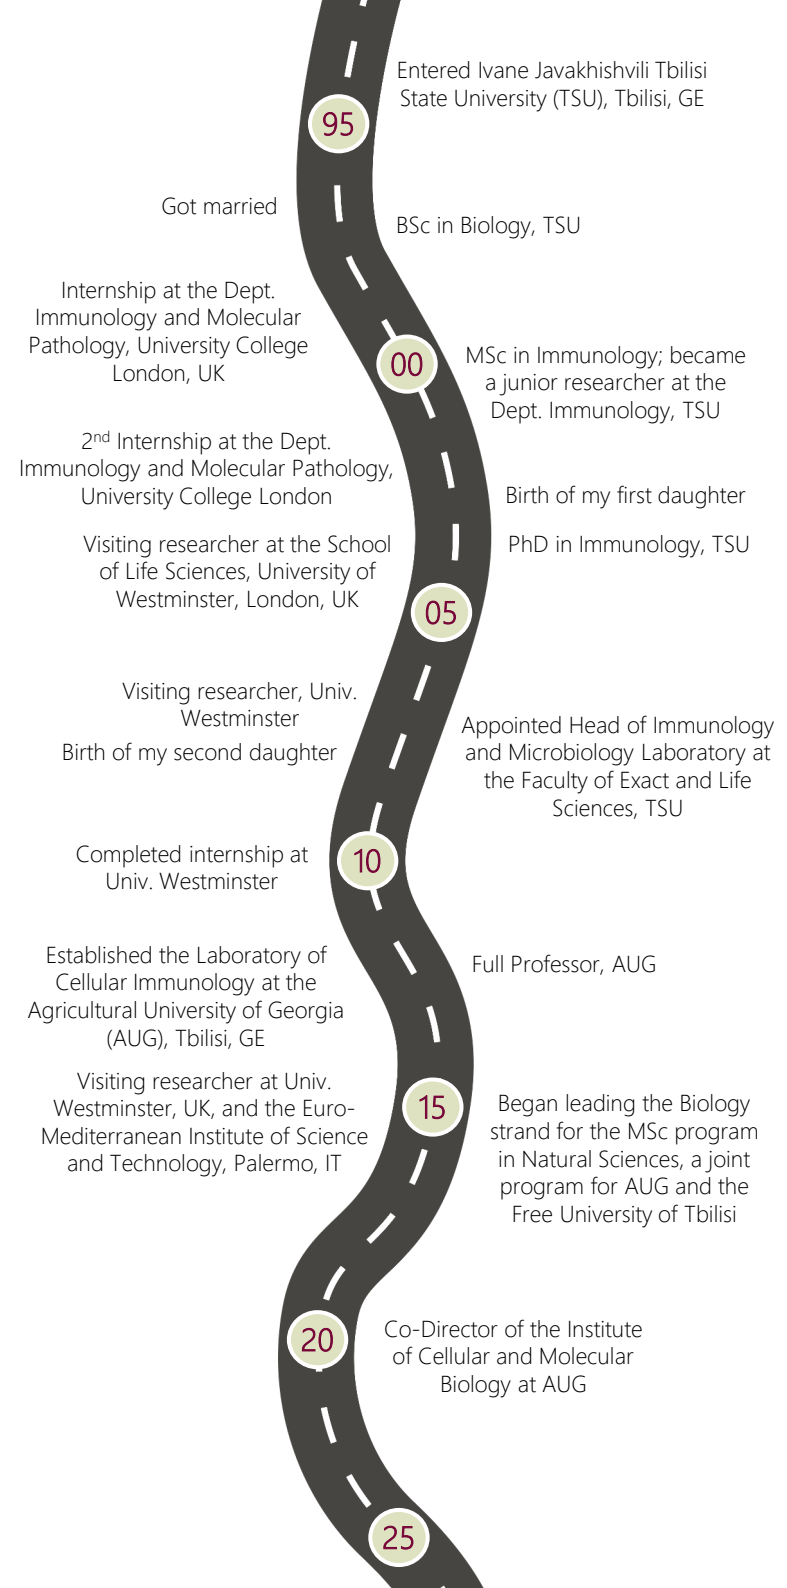 Entered Ivane Javakhishvili Tbilisi
State University (TSU), Tbilisi, GE
95
Got married
BSc in Biology, TSU
Internship at the Dept.
Immunology and Molecular
Pathology, University College
London, UK
00
MSc in Immunology; became
a junior researcher at the
Dept. Immunology, TSU
2nd Internship at the Dept.
Immunology and Molecular Pathology,
University College London
Birth of my first daughter
Visiting researcher at the School
of Life Sciences, University of
Westminster, London, UK
PhD in Immunology, TSU
05
Visiting researcher, Univ.
Westminster
Birth of my second daughter
Appointed Head of Immunology
and Microbiology Laboratory at
the Faculty of Exact and Life
Sciences, TSU
10
Completed internship at
Univ. Westminster
Established the Laboratory of
Cellular Immunology at the
Agricultural University of Georgia
(AUG), Tbilisi, GE
Full Professor, AUG
Visiting researcher at Univ.
Westminster, UK, and the Euro-
Mediterranean Institute of Science
and Technology, Palermo, IT
15
Began leading the Biology
strand for the MSc program
in Natural Sciences, a joint
program for AUG and the
Free University of Tbilisi
20
Co-Director of the Institute
of Cellular and Molecular
Biology at AUG
25